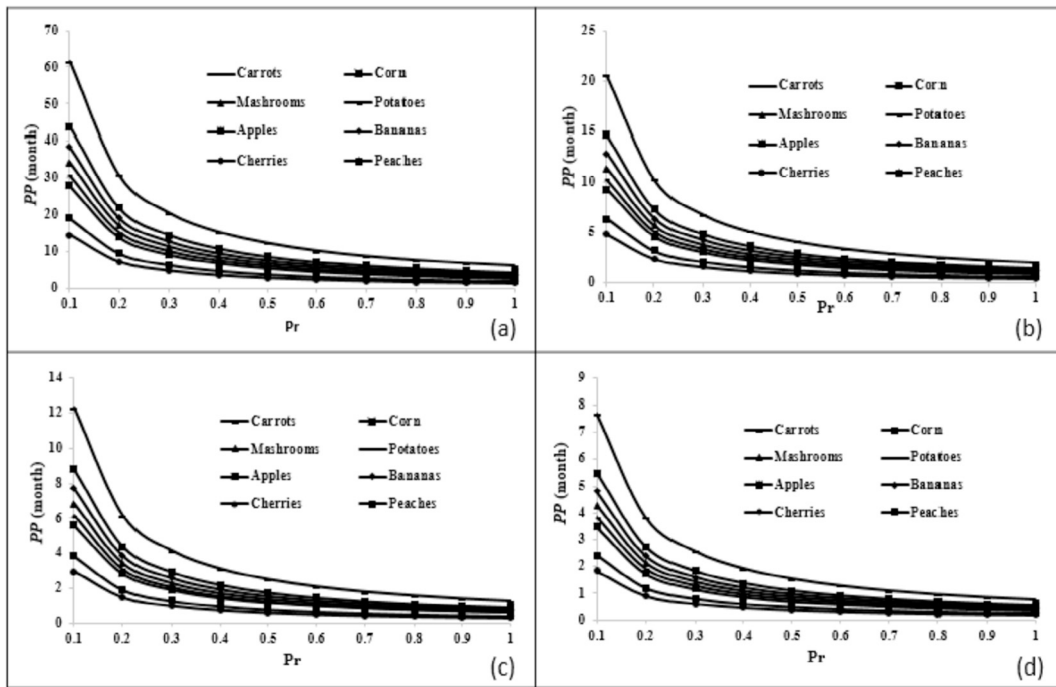 70
60
50
40
30
20
10
0
PP (month)
Carrots Corn
Mashrooms Potatoes
Apples Bananas
Cherries Peaches
0.1 0.2 0.3 0.4 0.5 0.6 0.7 0.8 0.9 1
Pr
(a)
25
20
15
10
5
0
PP (month)
Carrots Corn
Mashrooms Potatoes
Apples Bananas
Cherries Peaches
0.1 0.2 0.3 0.4 0.5 0.6 0.7 0.8 0.9 1
Pr
(b)
14
12
10
8
6
4
2
0
PP (month)
Carrots Corn
Mashrooms Potatoes
Apples Bananas
Cherries Peaches
0.1 0.2 0.3 0.4 0.5 0.6 0.7 0.8 0.9 1
Pr
(c)
9
8
7
6
5
4
3
2
1
0
PP (month)
Carrots Corn
Mashrooms Potatoes
Apples Bananas
Cherries Peaches
0.1 0.2 0.3 0.4 0.5 0.6 0.7 0.8 0.9 1
Pr
(d)